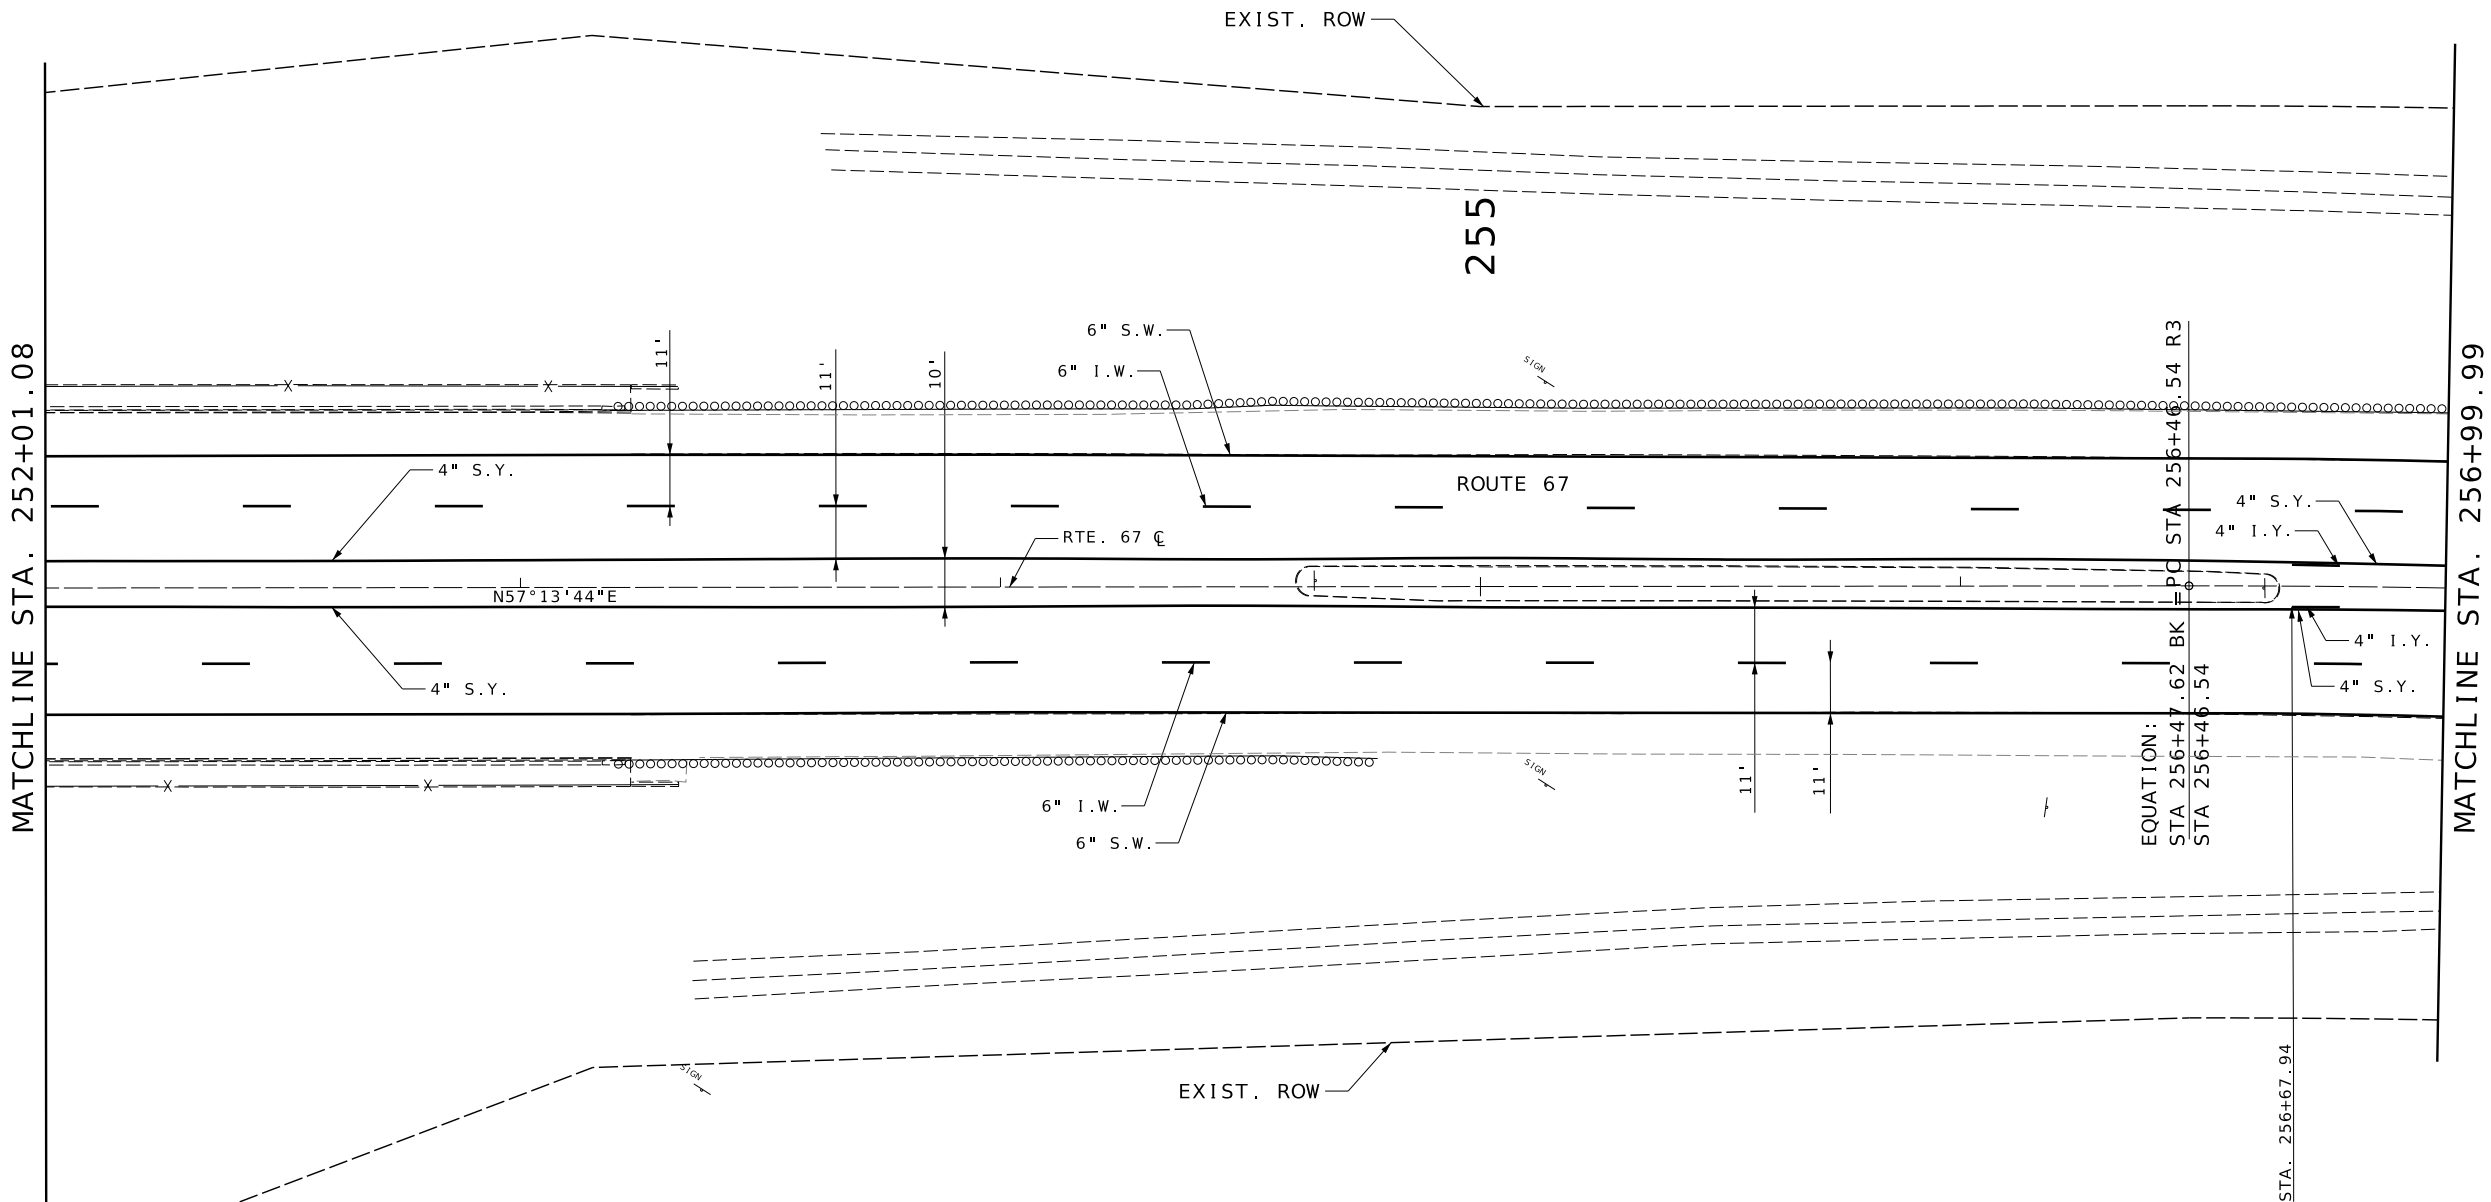 EXIST. ROW
255
6" S.W.
6" I.W.
11'
11'
10'
SIGN
MATCHLINE STA. 252+01.08
MATCHLINE STA. 256+99.99
4" S.Y.
ROUTE 67
4" S.Y.
4" I.Y.
RTE. 67 ℄
N57°13'44"E
4" I.Y.
4" S.Y.
4" S.Y.
EQUATION:
STA 256+47.62 BK =PC STA 256+46.54 R3
STA 256+46.54
11'
11'
SIGN
6" I.W.
6" S.W.
SIGN
EXIST. ROW
STA. 256+67.94